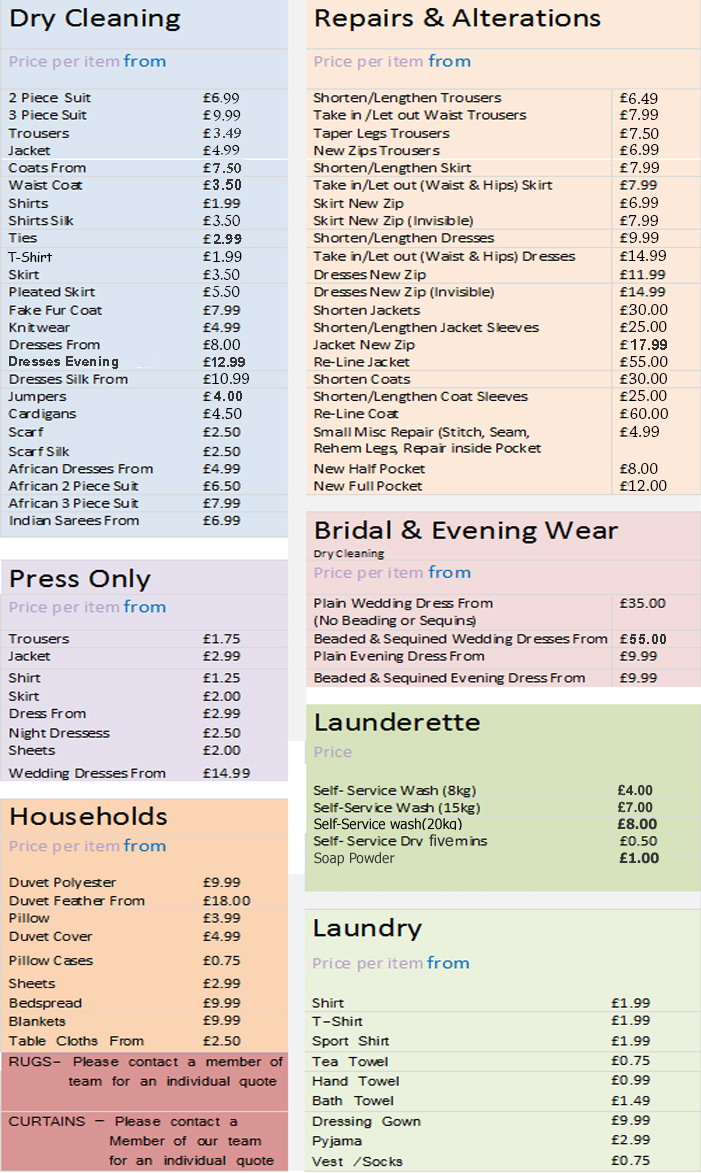 Dry Cleaning
Price per item from
2 Piece Suit £6.99
3 Piece Suit £9.99
Trousers £3.49
Jacket £4.99
Coats From £7.50
Waist Coat £3.50
Shirts £1.99
Shirts Silk £3.50
Ties £2.99
T-Shirt £1.99
Skirt £3.50
Pleated Skirt £5.50
Fake Fur Coat £7.99
Knitwear £4.99
Dresses From £8.00
Dresses Evening £12.99
Dresses Silk From £10.99
Jumpers £4.00
Cardigans £4.50
Scarf £2.50
Scarf Silk £2.50
African Dresses From £4.99
African 2 Piece Suit £6.50
African 3 Piece Suit £7.99
Indian Sarees From £6.99
Press Only
Price per item from
Trousers £1.75
Jacket £2.99
Shirt £1.25
Skirt £2.00
Dress From £2.99
Night Dressess £2.50
Sheets £2.00
Wedding Dresses From £14.99
Households
Price per item from
Duvet Polyester £9.99
Duvet Feather From £18.00
Pillow £3.99
Duvet Cover £4.99
Pillow Cases £0.75
Sheets £2.99
Bedspread £9.99
Blankets £9.99
Table Cloths From £2.50
RUGS– Please contact a member of
team for an individual quote
CURTAINS – Please contact a
Member of our team
for an individual quote
Repairs & Alterations
Price per item from
Shorten/Lengthen Trousers £6.49
Take in/Let out Waist Trousers £7.99
Taper Legs Trousers £7.50
New Zips Trousers £6.99
Shorten/Lengthen Skirt £7.99
Take in/Let out (Waist & Hips) Skirt £7.99
Skirt New Zip £6.99
Skirt New Zip (Invisible) £7.99
Shorten/Lengthen Dresses £9.99
Take in/Let out (Waist & Hips) Dresses £14.99
Dresses New Zip £11.99
Dresses New Zip (Invisible) £14.99
Shorten Jackets £30.00
Shorten/Lengthen Jacket Sleeves £25.00
Jacket New Zip £17.99
Re-Line Jacket £55.00
Shorten Coats £30.00
Shorten/Lengthen Coat Sleeves £25.00
Re-Line Coat £60.00
Small Misc Repair (Stitch, Seam, £4.99
Rehem Legs, Repair inside Pocket
New Half Pocket £8.00
New Full Pocket £12.00
Bridal & Evening Wear
Dry Cleaning
Price per item from
Plain Wedding Dress From £35.00
(No Beading or Sequins)
Beaded & Sequined Wedding Dresses From £55.00
Plain Evening Dress From £9.99
Beaded & Sequined Evening Dress From £9.99
Launderette
Price
Self- Service Wash (8kg) £4.00
Self-Service Wash (15kg) £7.00
Self-Service wash(20kg) £8.00
Self- Service Dry fivemins £0.50
Soap Powder £1.00
Laundry
Price per item from
Shirt £1.99
T-Shirt £1.99
Sport Shirt £1.99
Tea Towel £0.75
Hand Towel £0.99
Bath Towel £1.49
Dressing Gown £9.99
Pyjama £2.99
Vest /Socks £0.75